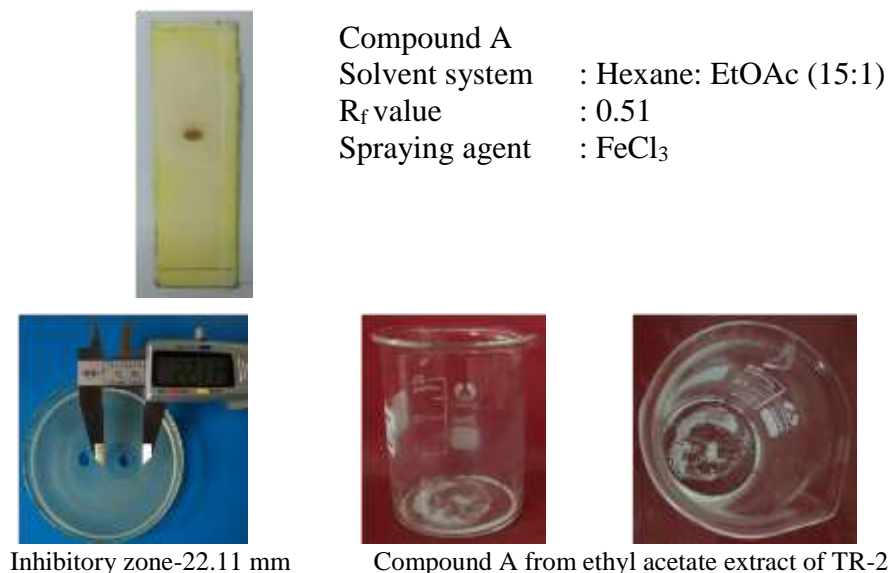 Compound A
Solvent system : Hexane: EtOAc (15:1)
Rf value : 0.51
Spraying agent : FeCl3
Inhibitory zone-22.11 mm
Compound A from ethyl acetate extract of TR-2